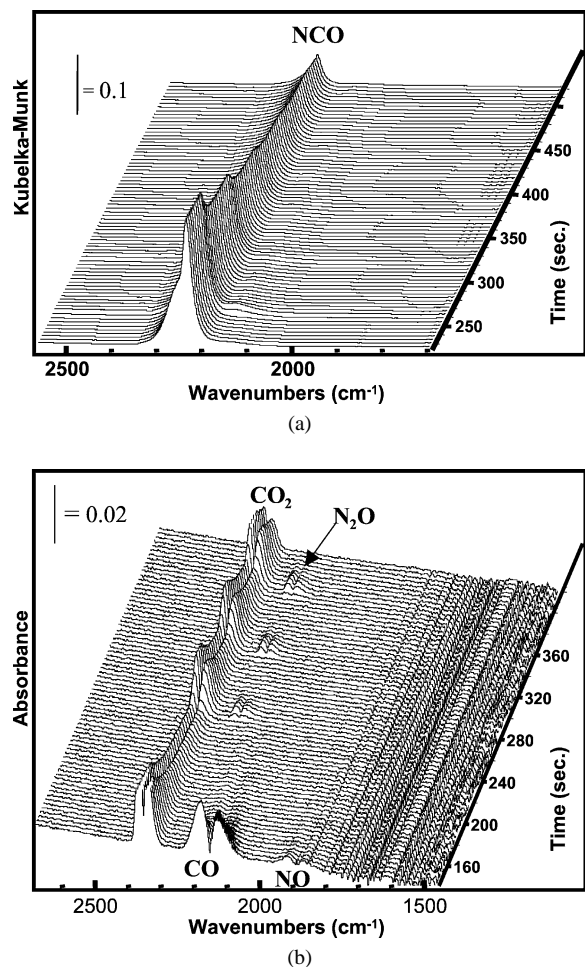 NCO
= 0.1
Kubelka-Munk
450
400
350
300
250
Time (sec.)
2500
2000
Wavenumbers (cm⁻¹)
(a)
CO₂
= 0.02
N₂O
Absorbance
360
320
280
240
200
160
Time (sec.)
CO
NO
2500
2000
1500
Wavenumbers (cm⁻¹)
(b)